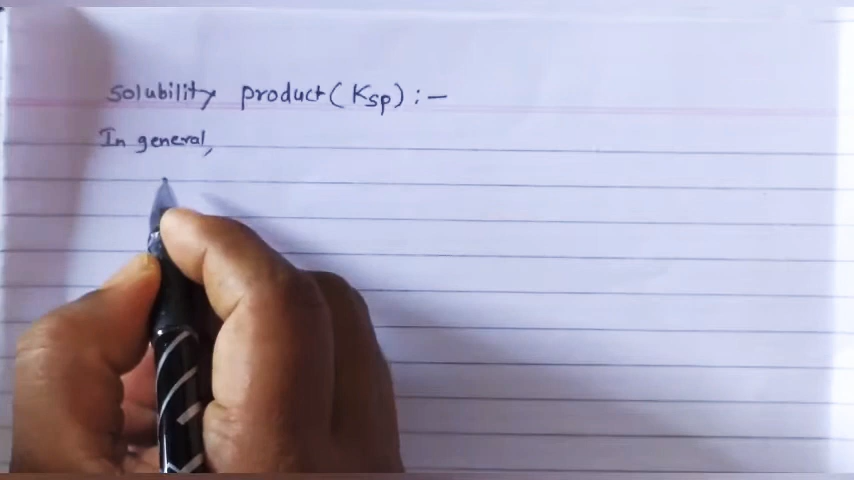 Solubility product (Ksp) :-
In general,